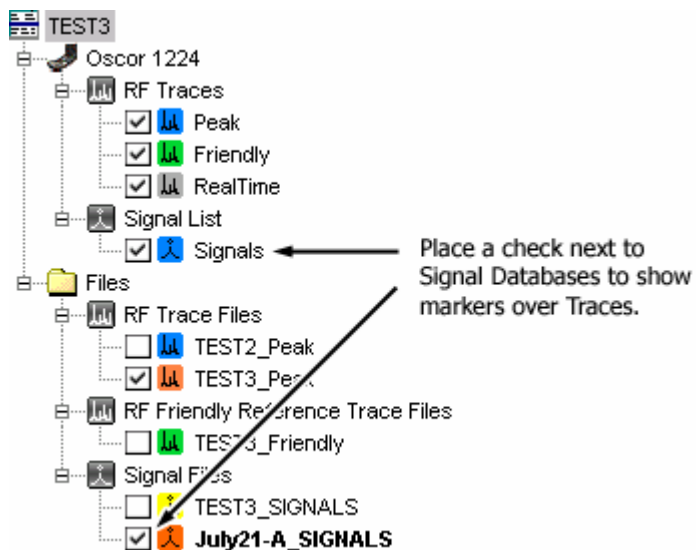 TEST3
Oscor 1224
RF Traces
Peak
Friendly
RealTime
Signal List
Signals
Place a check next to
Signal Databases to show
markers over Traces.
Files
RF Trace Files
TEST2_Peak
TEST3_Peak
RF Friendly Reference Trace Files
TEST3_Friendly
Signal Files
TEST3_SIGNALS
July21-A_SIGNALS